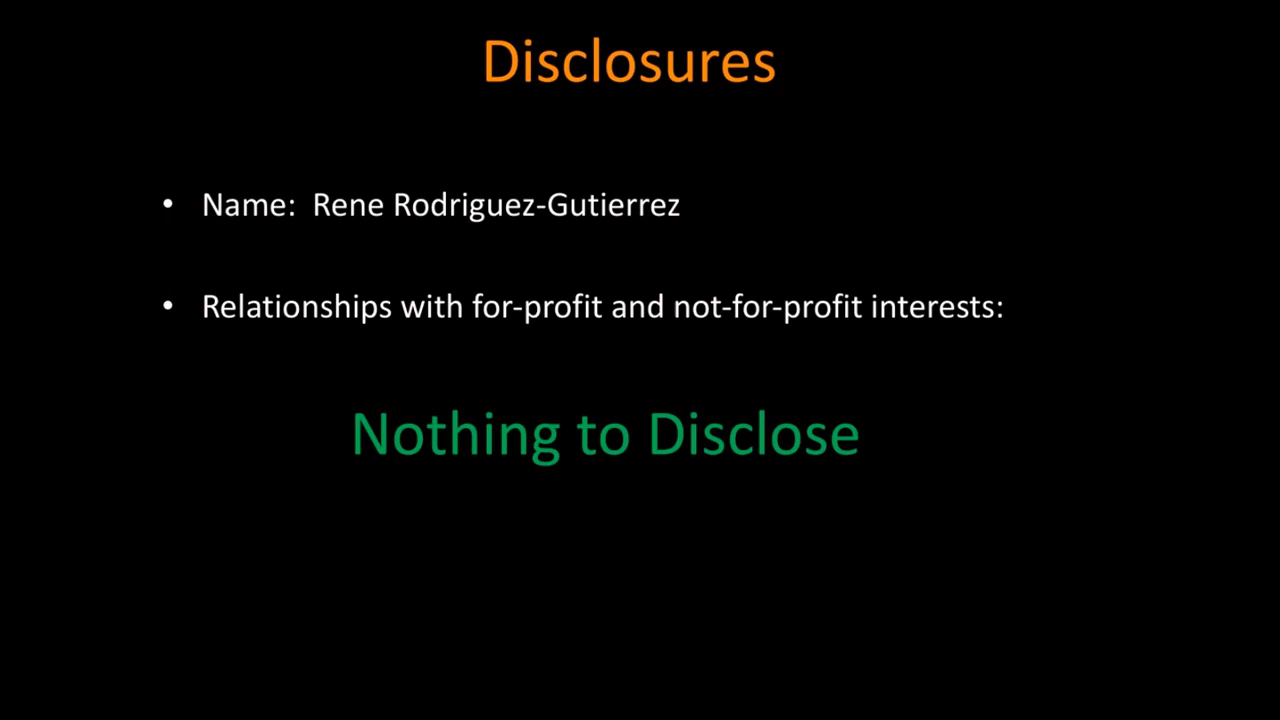 Disclosures
• Name: Rene Rodriguez-Gutierrez
• Relationships with for-profit and not-for-profit interests:
Nothing to Disclose